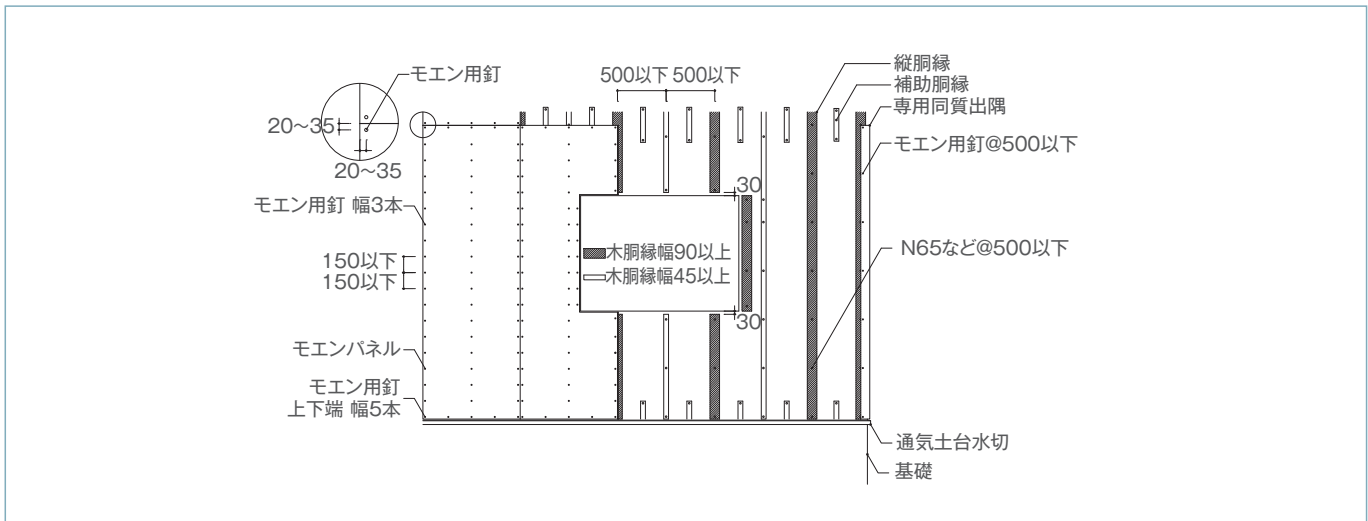 モエン用釘
20~35
20~35
モエン用釘 幅3本
150以下
150以下
モエンパネル
モエン用釘
上下端 幅5本
500以下 500以下
30
木胴縁幅90以上
木胴縁幅45以上
30
縦胴縁
補助胴縁
専用同質出隅
モエン用釘@500以下
N65など@500以下
通気土台水切
基礎